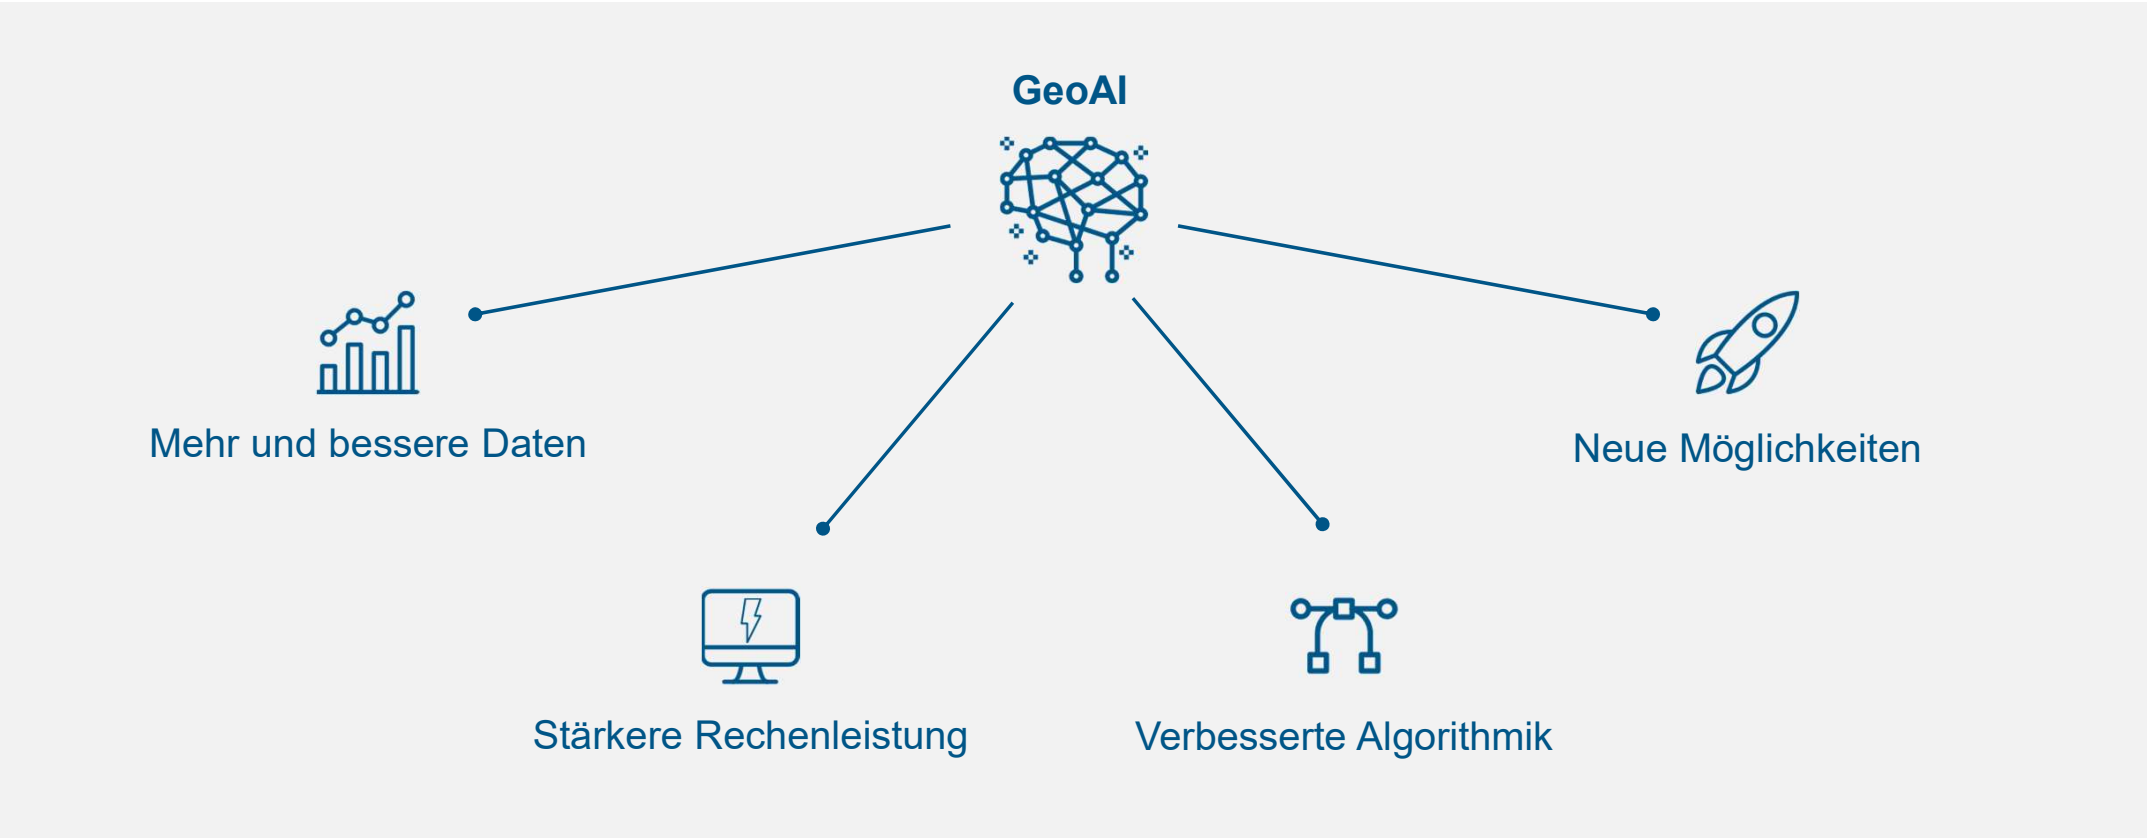 GeoAI
Mehr und bessere Daten
Neue Möglichkeiten
Stärkere Rechenleistung
Verbesserte Algorithmik